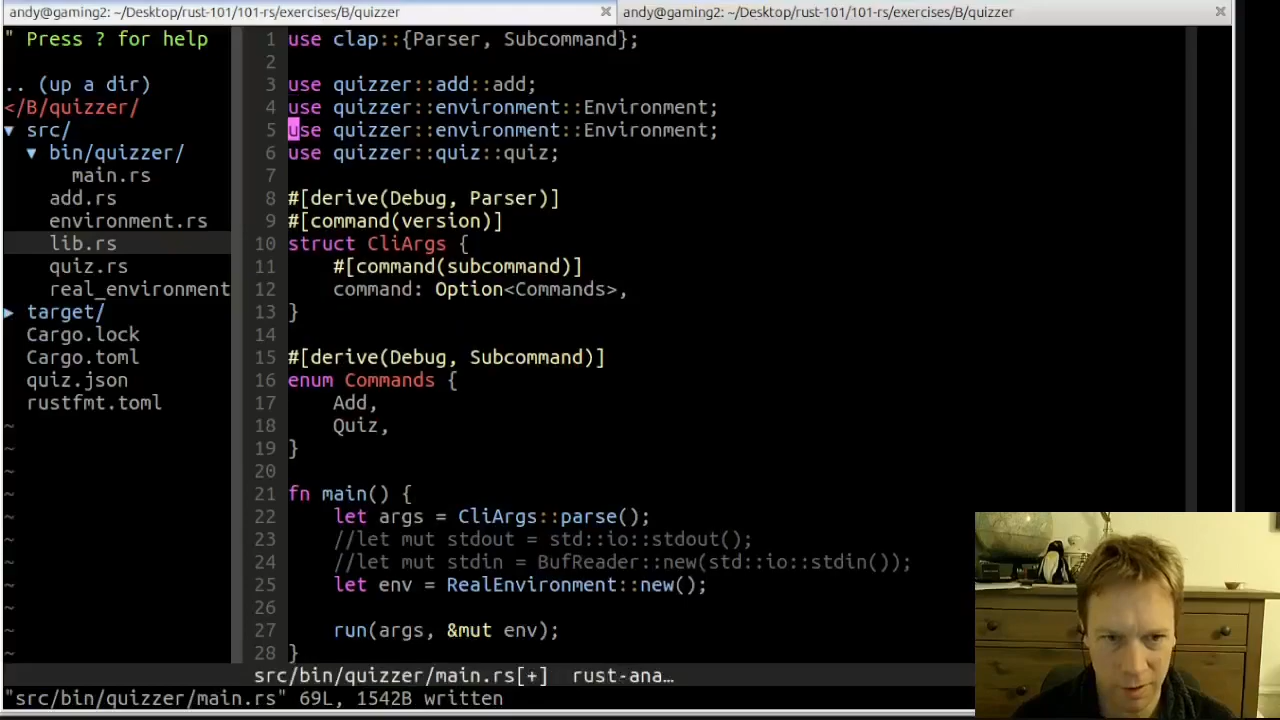 andy@gaming2: ~/Desktop/rust-101/101-rs/exercises/B/quizzer
andy@gaming2: ~/Desktop/rust-101/101-rs/exercises/B/quizzer
" Press ? for help
.. (up a dir)
</B/quizzer/
▼ src/
▼ bin/quizzer/
main.rs
add.rs
environment.rs
lib.rs
quiz.rs
real_environment
▶ target/
Cargo.lock
Cargo.toml
quiz.json
rustfmt.toml
~
~
~
~
~
~
~
~
~
~
~
1 use clap::{Parser, Subcommand};
2
3 use quizzer::add::add;
4 use quizzer::environment::Environment;
5 use quizzer::environment::Environment;
6 use quizzer::quiz::quiz;
7
8 #[derive(Debug, Parser)]
9 #[command(version)]
10 struct CliArgs {
11 #[command(subcommand)]
12 command: Option<Commands>,
13 }
14
15 #[derive(Debug, Subcommand)]
16 enum Commands {
17 Add,
18 Quiz,
19 }
20
21 fn main() {
22 let args = CliArgs::parse();
23 //let mut stdout = std::io::stdout();
24 //let mut stdin = BufReader::new(std::io::stdin());
25 let env = RealEnvironment::new();
26
27 run(args, &mut env);
28 }
src/bin/quizzer/main.rs[+] rust-ana…
"src/bin/quizzer/main.rs" 69L, 1542B written